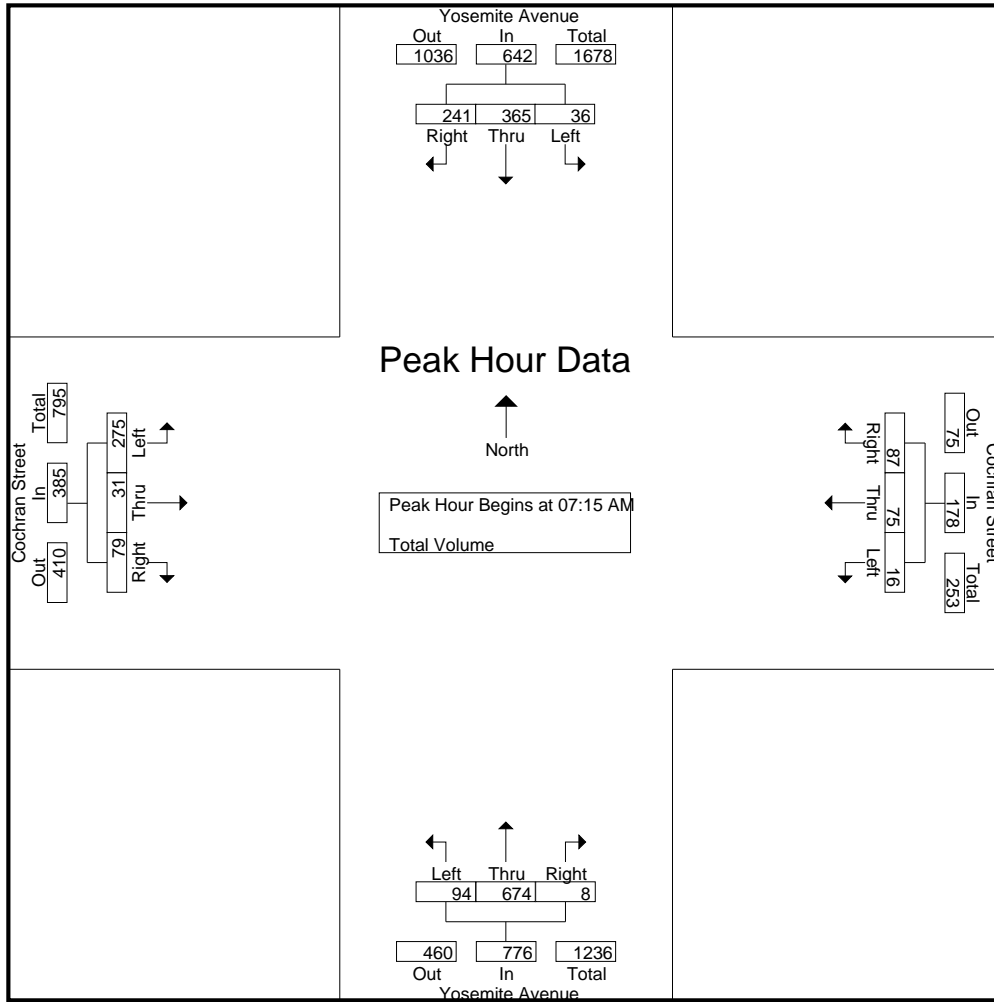 Yosemite Avenue
Out In Total
1036 642 1678
241 365 36
Right Thru Left
Peak Hour Data
North
Peak Hour Begins at 07:15 AM
Total Volume
Cochran Street
Out In Total
410 385 795
79 31 275
Right Thru Left
Cochran Street
Out In Total
75 178 253
87 75 16
Right Thru Left
Left Thru Right
94 674 8
460 776 1236
Out In Total
Yosemite Avenue